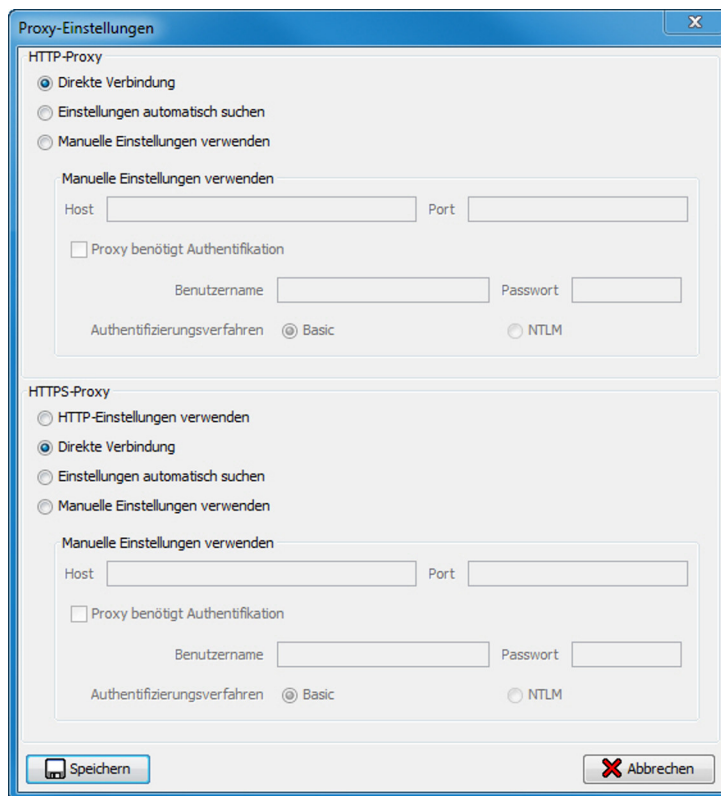 Proxy-Einstellungen
HTTP-Proxy
Direkte Verbindung
Einstellungen automatisch suchen
Manuelle Einstellungen verwenden
Manuelle Einstellungen verwenden
Host Port
Proxy benötigt Authentifikation
Benutzername Passwort
Authentifizierungsverfahren Basic NTLM
HTTPS-Proxy
HTTP-Einstellungen verwenden
Direkte Verbindung
Einstellungen automatisch suchen
Manuelle Einstellungen verwenden
Manuelle Einstellungen verwenden
Host Port
Proxy benötigt Authentifikation
Benutzername Passwort
Authentifizierungsverfahren Basic NTLM
Speichern Abbrechen